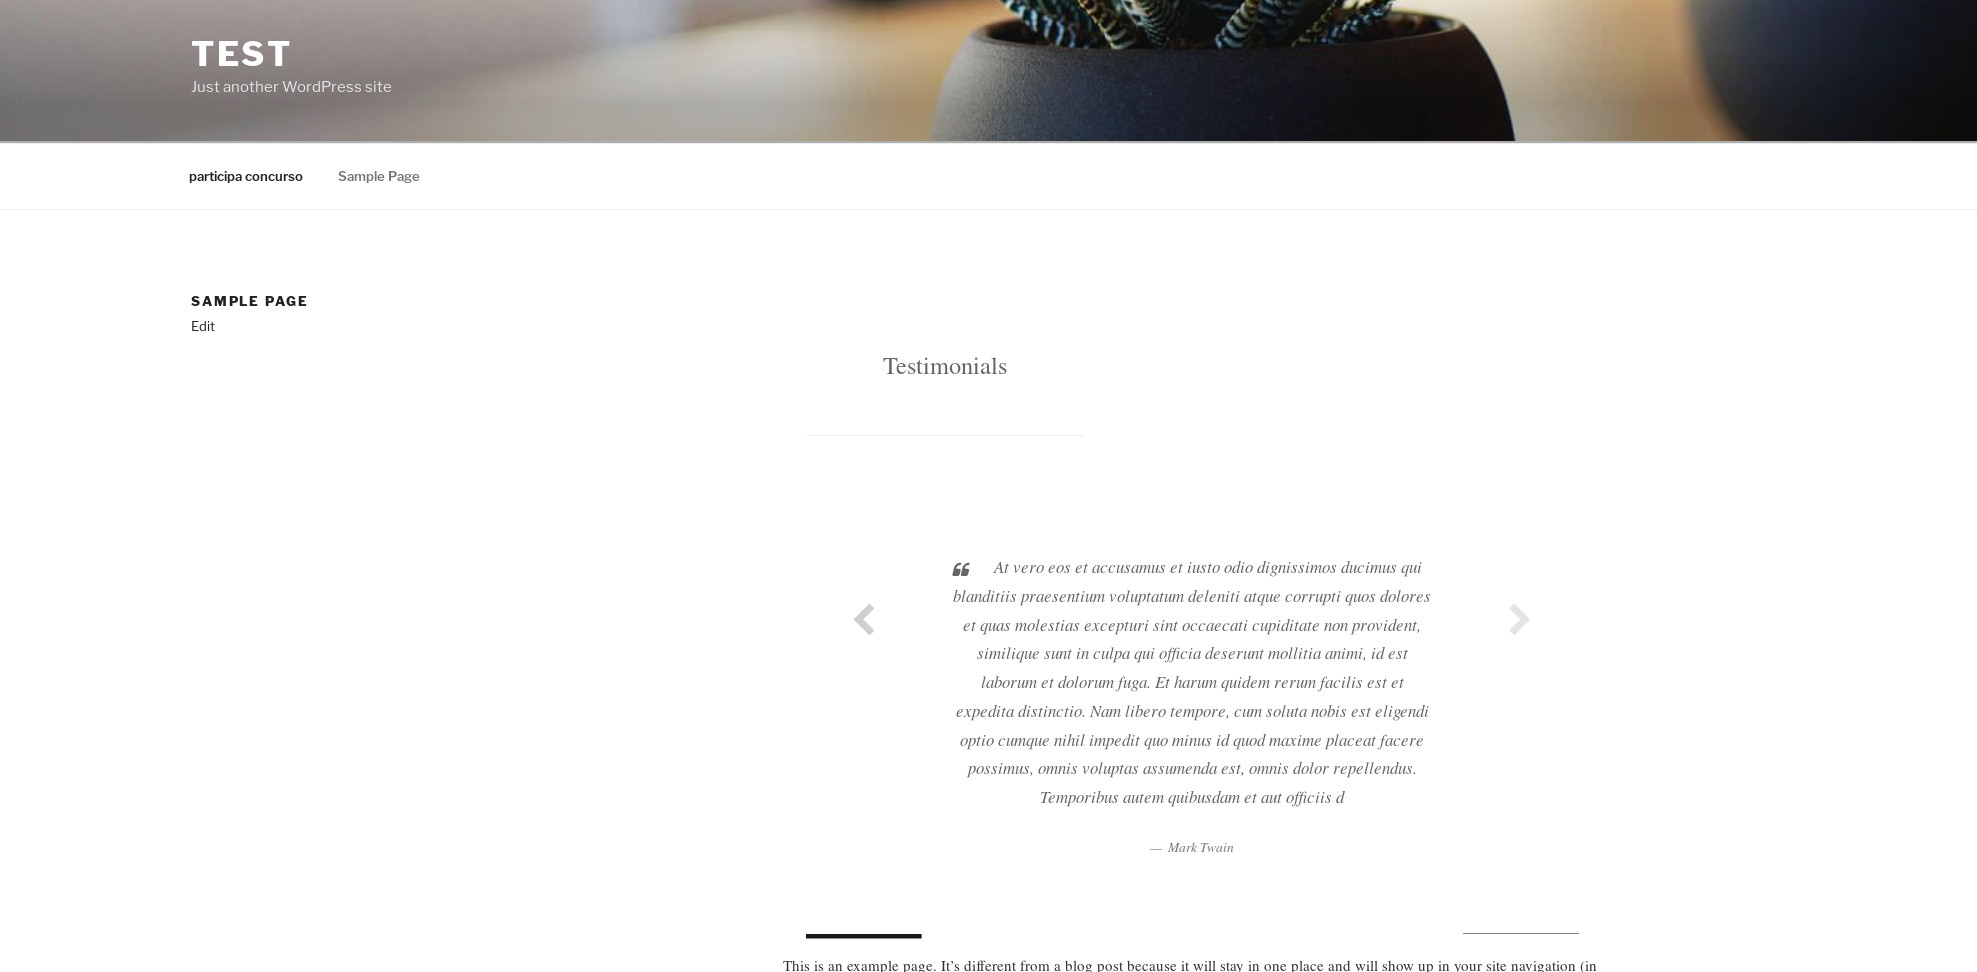 TEST
Just another WordPress site
participa concurso
Sample Page
SAMPLE PAGE
Edit
Testimonials
At vero eos et accusamus et iusto odio dignissimos ducimus qui
blanditiis praesentium voluptatum deleniti atque corrupti quos dolores
et quas molestias excepturi sint occaecati cupiditate non provident,
similique sunt in culpa qui officia deserunt mollitia animi, id est
laborum et dolorum fuga. Et harum quidem rerum facilis est et
expedita distinctio. Nam libero tempore, cum soluta nobis est eligendi
optio cumque nihil impedit quo minus id quod maxime placeat facere
possimus, omnis voluptas assumenda est, omnis dolor repellendus.
Temporibus autem quibusdam et aut officiis d
— Mark Twain
This is an example page. It’s different from a blog post because it will stay in one place and will show up in your site navigation (in